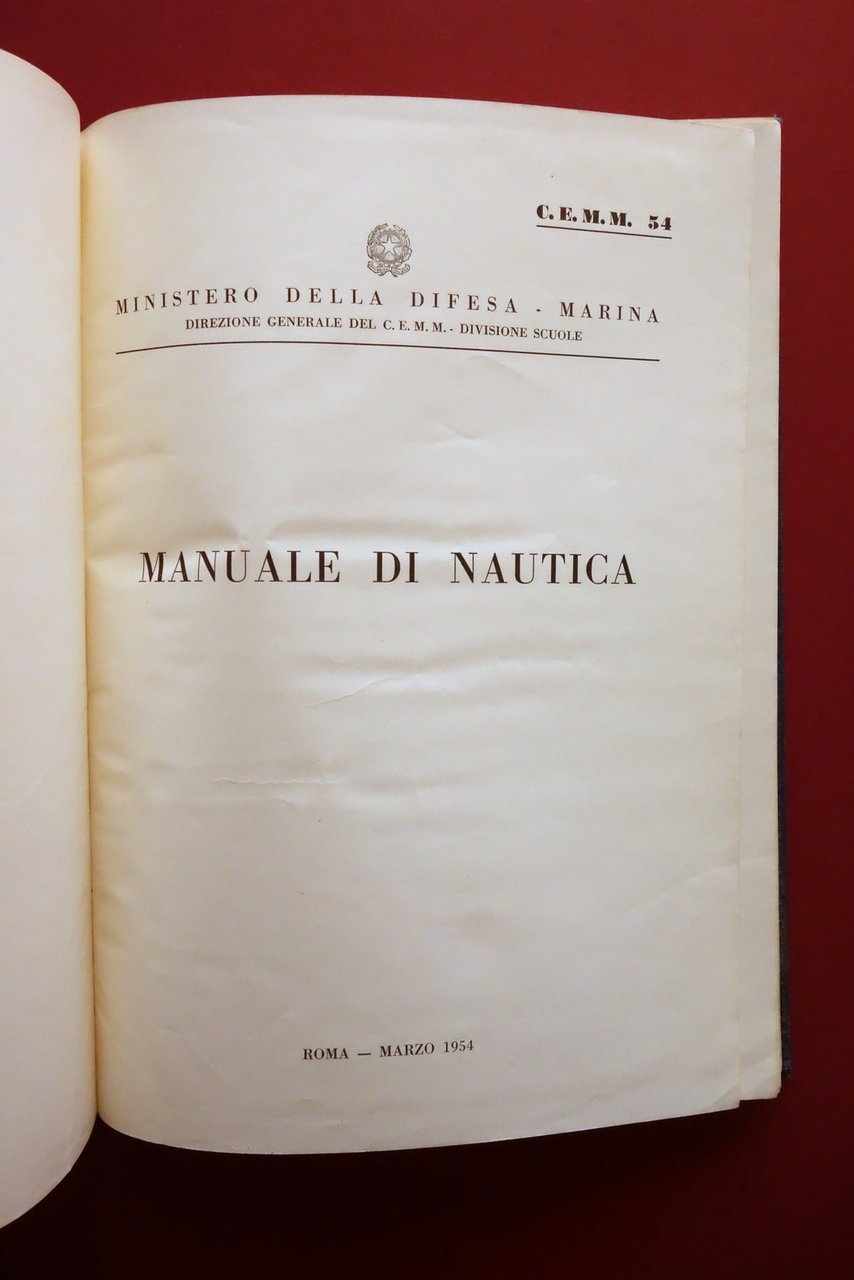 C. E. M. M. 54
MINISTERO DELLA DIFESA - MARINA
DIREZIONE GENERALE DEL C. E. M. M. - DIVISIONE SCUOLE
MANUALE DI NAUTICA
ROMA — MARZO 1954